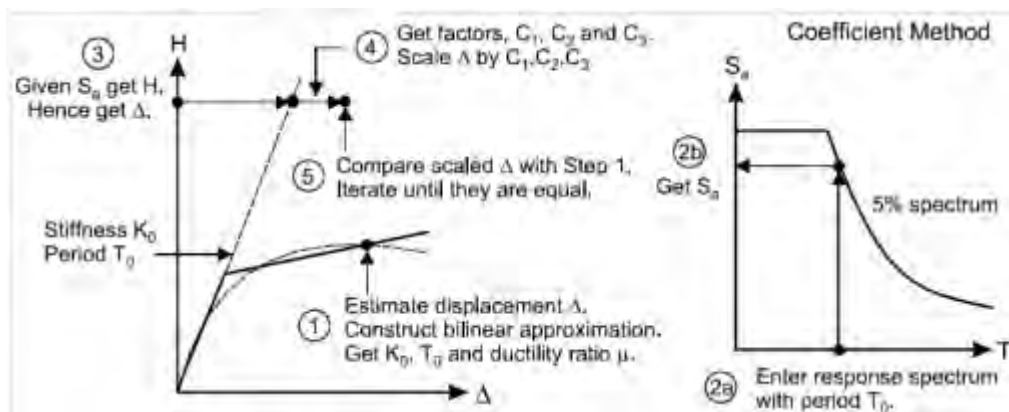 Coefficient Method
③
H
Given Sa get H.
Hence get Δ.
④
Get factors, C1, C2 and C3.
Scale Δ by C1,C2,C3
⑤
Compare scaled Δ with Step 1.
Iterate until they are equal.
Stiffness K0
Period T0
①
Estimate displacement Δ.
Construct bilinear approximation.
Get K0, T0 and ductility ratio μ.
Δ
Sa
2b
Get Sa
5% spectrum
T
2a
Enter response spectrum
with period T0.